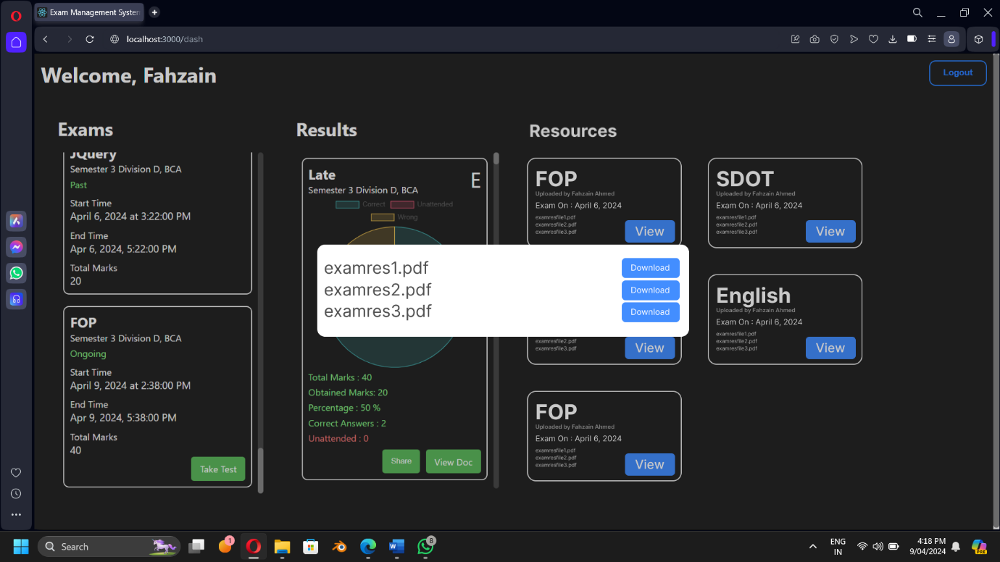 Exam Management System
localhost:3000/dash
Welcome, Fahzain
Logout
Exams
JQuery
Semester 3 Division D, BCA
Past
Start Time
April 6, 2024 at 3:22:00 PM
End Time
Apr 6, 2024, 5:22:00 PM
Total Marks
20
FOP
Semester 3 Division D, BCA
Ongoing
Start Time
April 9, 2024 at 2:38:00 PM
End Time
Apr 9, 2024, 5:38:00 PM
Total Marks
40
Take Test
Results
Late
E
Semester 3 Division D, BCA
Correct
Unattended
Wrong
Total Marks : 40
Obtained Marks: 20
Percentage : 50 %
Correct Answers : 2
Unattended : 0
Share
View Doc
examres1.pdf
Download
examres2.pdf
Download
examres3.pdf
Download
Resources
FOP
Uploaded by Fahzain Ahmed
Exam On : April 6, 2024
examresfile1.pdf
examresfile2.pdf
examresfile3.pdf
View
SDOT
Uploaded by Fahzain Ahmed
Exam On : April 6, 2024
examresfile1.pdf
examresfile2.pdf
examresfile3.pdf
View
examresfile2.pdf
examresfile3.pdf
View
English
Uploaded by Fahzain Ahmed
Exam On : April 6, 2024
examresfile1.pdf
examresfile2.pdf
examresfile3.pdf
View
FOP
Uploaded by Fahzain Ahmed
Exam On : April 6, 2024
examresfile1.pdf
examresfile2.pdf
examresfile3.pdf
View
Search
1
8
ENG
IN
4:18 PM
9/04/2024
PRE